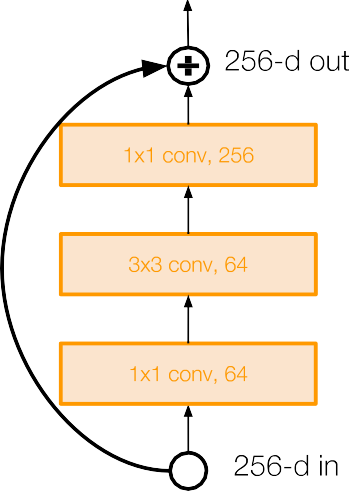 256-d out
1x1 conv, 256
3x3 conv, 64
1x1 conv, 64
256-d in